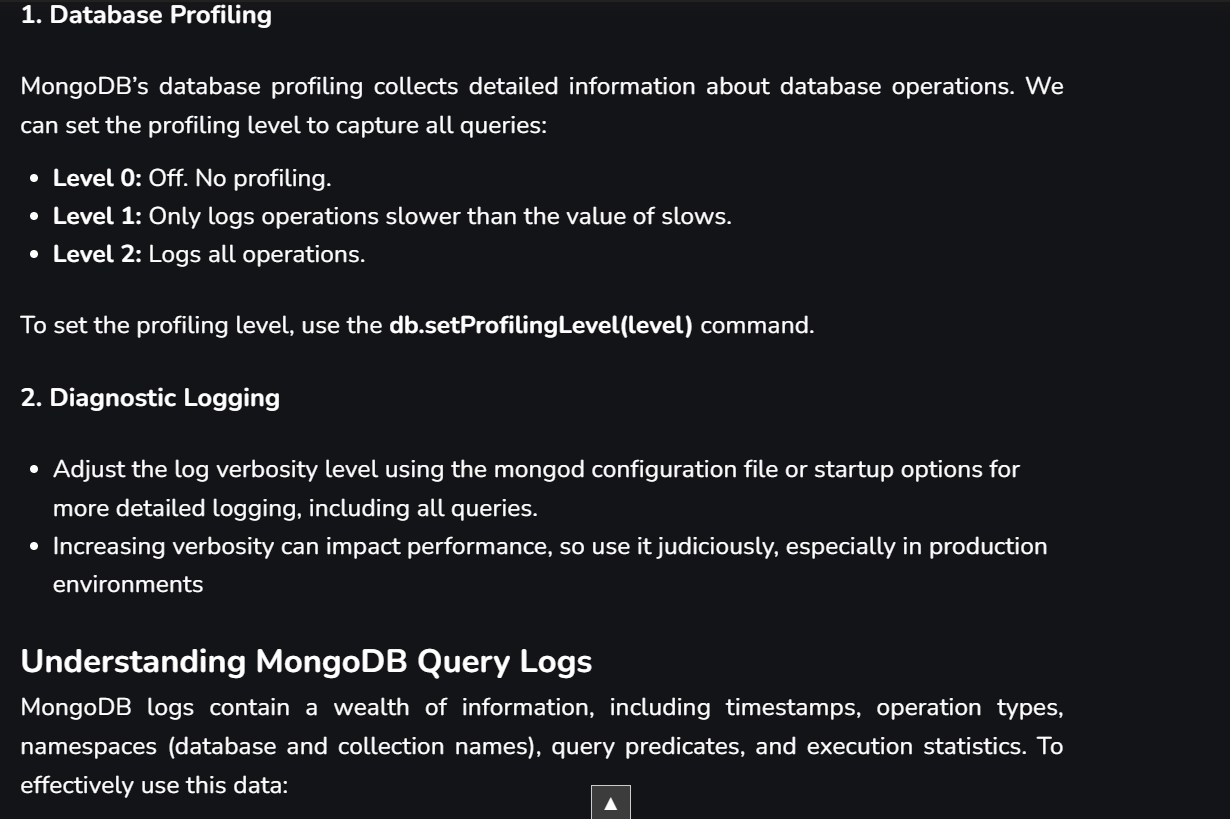 1. Database Profiling
MongoDB’s database profiling collects detailed information about database operations. We
can set the profiling level to capture all queries:
• Level 0: Off. No profiling.
• Level 1: Only logs operations slower than the value of slows.
• Level 2: Logs all operations.
To set the profiling level, use the db.setProfilingLevel(level) command.
2. Diagnostic Logging
• Adjust the log verbosity level using the mongod configuration file or startup options for
more detailed logging, including all queries.
• Increasing verbosity can impact performance, so use it judiciously, especially in production
environments
Understanding MongoDB Query Logs
MongoDB logs contain a wealth of information, including timestamps, operation types,
namespaces (database and collection names), query predicates, and execution statistics. To
effectively use this data: